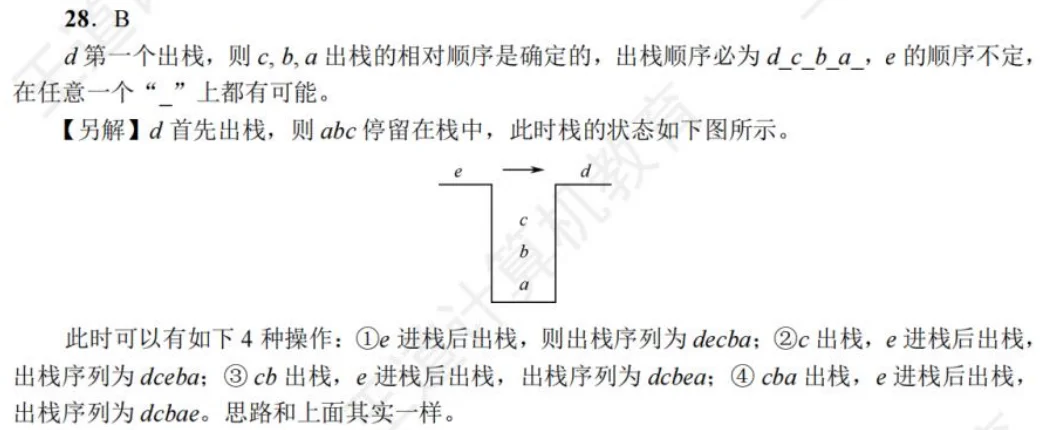 28. B
d 第一个出栈，则 c, b, a 出栈的相对顺序是确定的，出栈顺序必为 d_c_b_a_，e 的顺序不定，
在任意一个“_”上都有可能。
【另解】d 首先出栈，则 abc 停留在栈中，此时栈的状态如下图所示。
e d
c
b
a
此时可以有如下 4 种操作：①e 进栈后出栈，则出栈序列为 decba；②c 出栈，e 进栈后出栈，
出栈序列为 dceba；③ cb 出栈，e 进栈后出栈，出栈序列为 dcbea；④ cba 出栈，e 进栈后出栈，
出栈序列为 dcbae。思路和上面其实一样。
王道计算机教育